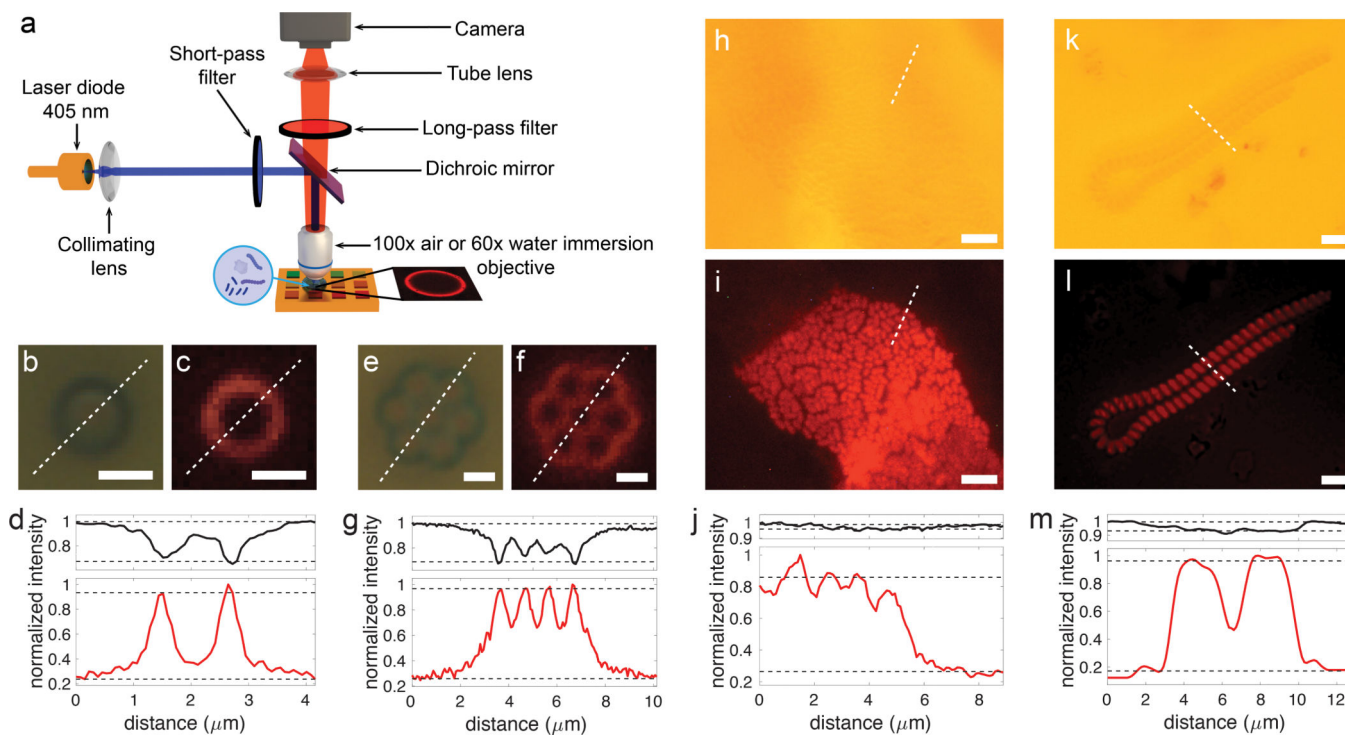 a
Camera
Short-pass
filter
Tube lens
Laser diode
405 nm
Long-pass filter
Dichroic mirror
Collimating
lens
100x air or 60x water immersion
objective
b
c
e
f
h
k
i
l
d
normalized intensity
1
0.8
1
0.8
0.6
0.4
0.2
0 1 2 3 4
distance (μm)
g
1
0.8
1
0.8
0.6
0.4
0.2
0 2 4 6 8 10
distance (μm)
j
normalized intensity
1
0.9
1
0.8
0.6
0.4
0.2
0 2 4 6 8
distance (μm)
m
1
0.9
1
0.8
0.6
0.4
0.2
0 2 4 6 8 10 12
distance (μm)